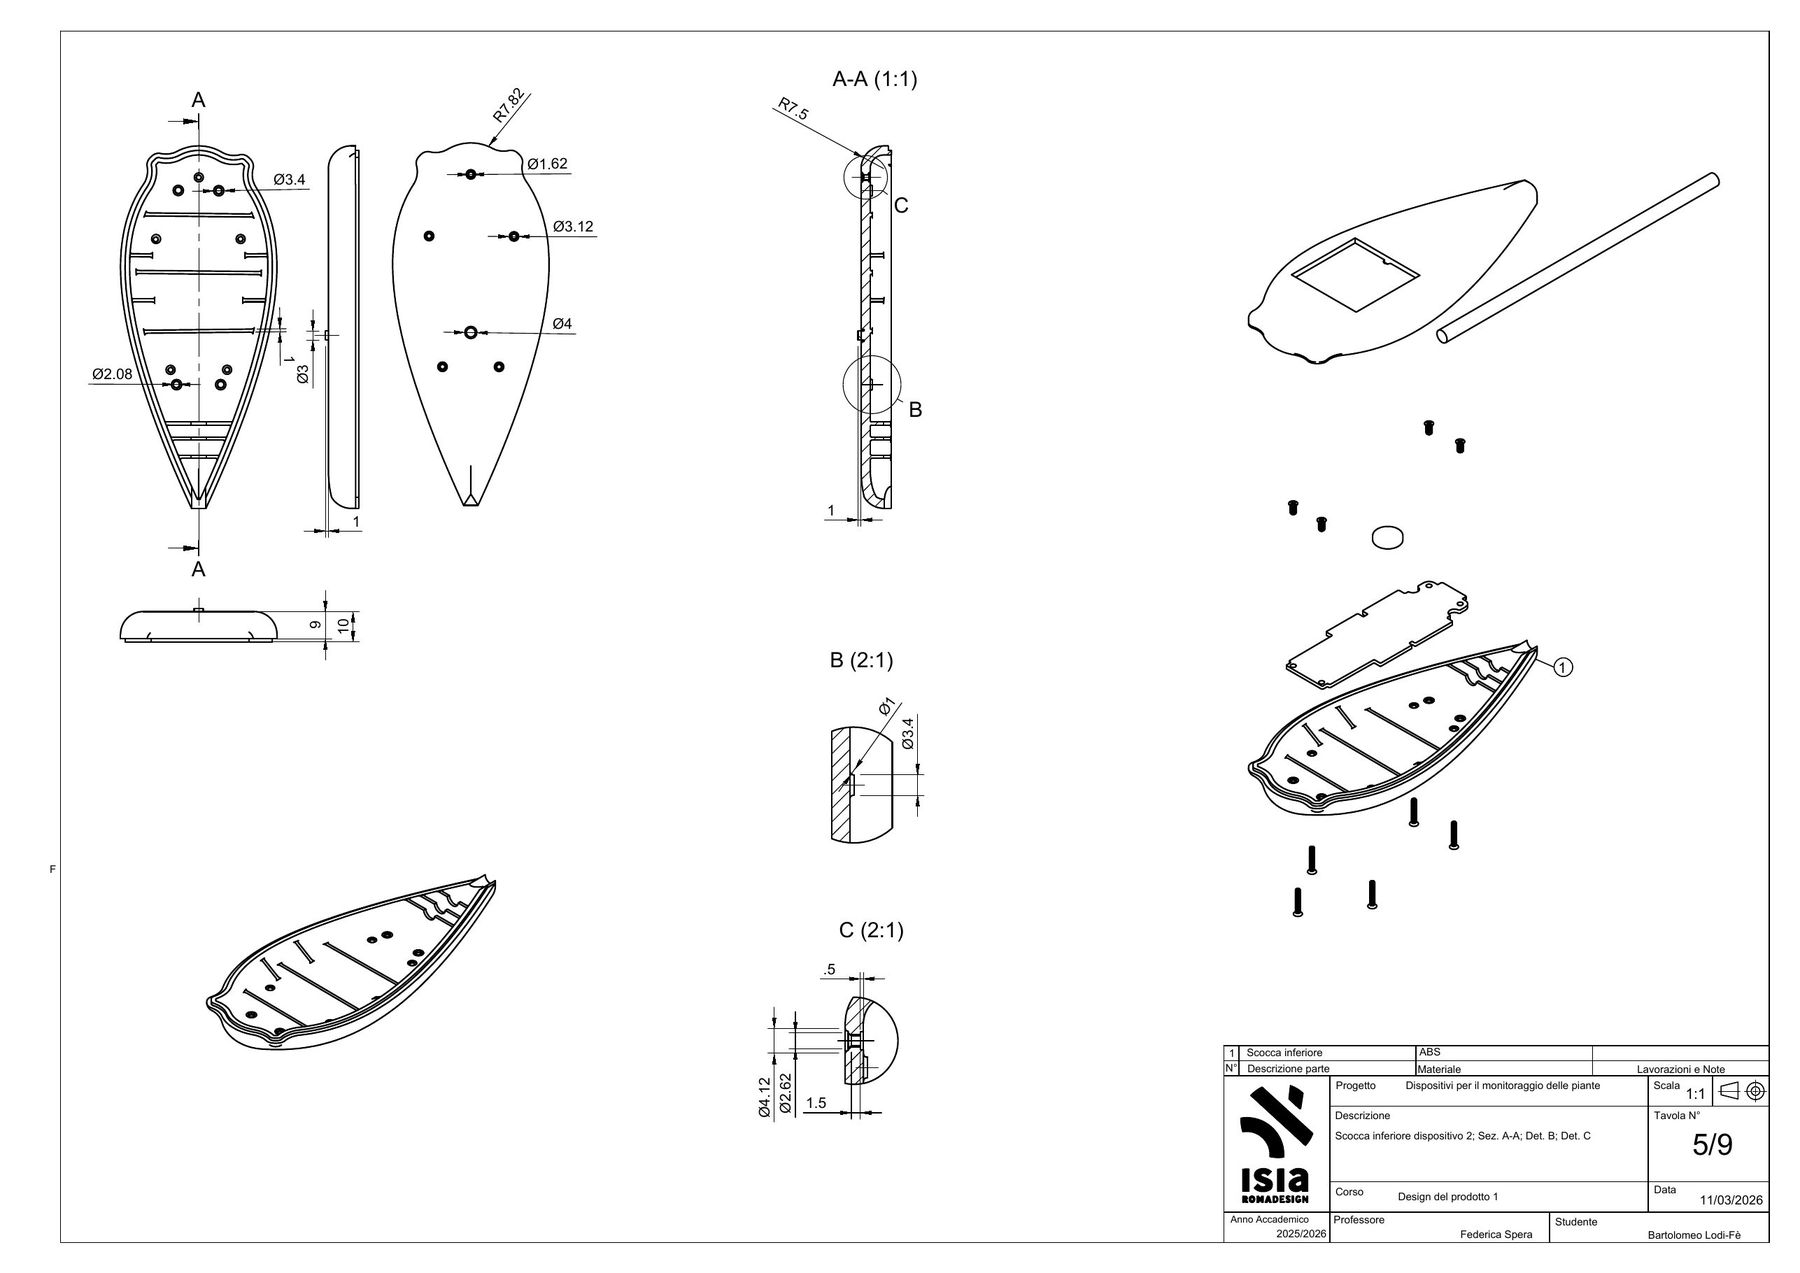 A
A-A (1:1)
R7.82
R7.5
Ø3.4
Ø1.62
Ø3.12
C
Ø4
1
Ø3
Ø2.08
B
1
1
A
9
10
B (2:1)
1
Ø1
Ø3.4
F
C (2:1)
.5
Ø4.12
Ø2.62
1.5
1 Scocca inferiore ABS
N° Descrizione parte Materiale Lavorazioni e Note
Progetto Dispositivi per il monitoraggio delle piante
Scala 1:1
Descrizione
Scocca inferiore dispositivo 2; Sez. A-A; Det. B; Det. C
Tavola N°
5/9
ISIA
ROMADESIGN
Corso Design del prodotto 1
Data
11/03/2026
Anno Accademico
2025/2026
Professore
Federica Spera
Studente
Bartolomeo Lodi-Fè